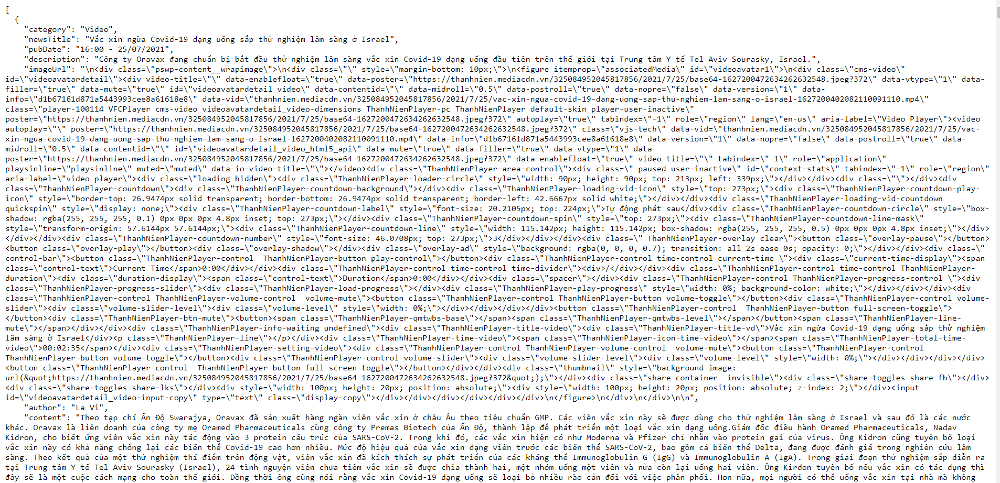 [
  {
    "category": "Video",
    "newsTitle": "Vắc xin ngừa Covid-19 dạng uống sắp thử nghiệm lâm sàng ở Israel",
    "pubDate": "16:00 - 25/07/2021",
    "description": "Công ty Oravax đang chuẩn bị bắt đầu thử nghiệm lâm sàng vắc xin Covid-19 dạng uống đầu tiên trên thế giới tại Trung tâm Y tế Tel Aviv Sourasky, Israel.",
    "imageUrl": "\n<div class=\"pswp-content__wrapimage\">\n<div class=\"\" style=\"margin-bottom: 10px;\">\n<figure itemprop=\"associatedMedia\" id=\"videoavatar1\">\n<div class=\"cms-video\"
id=\"videoavatardetail\"><div video-title=\"\" data-enablefloat=\"true\" data-poster=\"https://thanhnien.mediacdn.vn/325084952045817856/2021/7/25/base64-1627200472634262632548.jpeg?372\" data-vtype=\"1\" data-
filler=\"true\" data-mute=\"true\" id=\"videoavatardetail_video\" data-contentid=\"\" data-midroll=\"0.5\" data-postroll=\"true\" data-nopre=\"false\" data-version=\"1\" data-
info=\"d1b67161d871a5443993cee8a61618e8\" data-vid=\"thanhnien.mediacdn.vn/325084952045817856/2021/7/25/vac-xin-ngua-covid-19-dang-uong-sap-thu-nghiem-lam-sang-o-israel-1627200402082110091110.mp4\"
class=\"player-100114 VFCPlayer cms-video videoavatardetail_video-dimensions ThanhNienPlayer-pc ThanhNienPlayer default-skin player-user-inactive\"
poster=\"https://thanhnien.mediacdn.vn/325084952045817856/2021/7/25/base64-1627200472634262632548.jpeg?372\" autoplay=\"true\" tabindex=\"-1\" role=\"region\" lang=\"en-us\" aria-label=\"Video Player\"><video
autoplay=\"\" poster=\"https://thanhnien.mediacdn.vn/325084952045817856/2021/7/25/base64-1627200472634262632548.jpeg?372\" class=\"vjs-tech\" data-vid=\"thanhnien.mediacdn.vn/325084952045817856/2021/7/25/vac-
xin-ngua-covid-19-dang-uong-sap-thu-nghiem-lam-sang-o-israel-1627200402082110091110.mp4\" data-info=\"d1b67161d871a5443993cee8a61618e8\" data-version=\"1\" data-nopre=\"false\" data-postroll=\"true\" data-
midroll=\"0.5\" data-contentid=\"\" id=\"videoavatardetail_video_html5_api\" data-mute=\"true\" data-filler=\"true\" data-vtype=\"1\" data-
poster=\"https://thanhnien.mediacdn.vn/325084952045817856/2021/7/25/base64-1627200472634262632548.jpeg?372\" data-enablefloat=\"true\" video-title=\"\" tabindex=\"-1\" role=\"application\"
playsinline=\"playsinline\" muted=\"muted\" data-io-video-title=\"\"></video><div class=\"ThanhNienPlayer-area-control\"><div class=\" paused user-inactive\" id=\"context-stats\" tabindex=\"-1\" role=\"region\"
aria-label=\"video player\"><div class=\"loading hidden\"><div class=\"ThanhNienPlayer-loader-circle\" style=\"width: 90px; height: 90px; top: 213px; left: 339px;\"></div></div><div class=\"\"></div><div
class=\"ThanhNienPlayer-countdown\"><div class=\"ThanhNienPlayer-countdown-background\"></div><div class=\"ThanhNienPlayer-loading-vid-icon\" style=\"top: 273px;\"><div class=\"ThanhNienPlayer-countdown-play-
icon\" style=\"border-top: 26.9474px solid transparent; border-bottom: 26.9474px solid transparent; border-left: 42.6667px solid white;\"></div></div><div class=\"ThanhNienPlayer-loading-vid-countdown
quickspin\" style=\"display: none;\"><div class=\"ThanhNienPlayer-countdown-label\" style=\"font-size: 20.2105px; top: 224px;\">Tự động phát sau</div><div class=\"ThanhNienPlayer-countdown-circle\" style=\"box-
shadow: rgba(255, 255, 255, 0.1) 0px 0px 0px 4.8px inset; top: 273px;\"></div><div class=\"ThanhNienPlayer-countdown-spin\" style=\"top: 273px;\"><div class=\"ThanhNienPlayer-countdown-line-mask\"
style=\"transform-origin: 57.6144px 57.6144px;\"><div class=\"ThanhNienPlayer-countdown-line\" style=\"width: 115.142px; height: 115.142px; box-shadow: rgba(255, 255, 255, 0.5) 0px 0px 0px 4.8px inset;\"></div>
</div></div><div class=\"ThanhNienPlayer-countdown-number\" style=\"font-size: 46.0708px; top: 273px;\">3</div></div></div><div class=\" ThanhNienPlayer-overlay clear\"><button class=\"overlay-pause\"></button>
<button class=\"overlay-play\"></button><div class=\"overlay-shadow\"></div><div class=\"overlay-ad\" style=\"background: rgba(0, 0, 0, 0.7); transition: all 2s ease 0s; opacity: 0;\"></div></div><div class=\"
control-bar\"><button class=\"ThanhNienPlayer-control  ThanhNienPlayer-button play-control\"></button><div class=\"ThanhNienPlayer-control time-control current-time \"><div class=\"current-time-display\"><span
class=\"control-text\">Current Time</span>0:00</div></div><div class=\"ThanhNienPlayer-control time-control time-divider\"><div>/</div></div><div class=\"ThanhNienPlayer-control time-control ThanhNienPlayer-
duration\"><div class=\"duration-display\"><span class=\"control-text\">Duration</span>0:00</div></div><div class=\"spacer\"></div><div class=\"ThanhNienPlayer-control ThanhNienPlayer-progress-control \"><div
class=\"ThanhNienPlayer-progress-slider\"><div class=\"ThanhNienPlayer-load-progress\"></div><div class=\"ThanhNienPlayer-play-progress\" style=\"width: 0%; background-color: white;\"></div></div></div><div
class=\"ThanhNienPlayer-control ThanhNienPlayer-volume-control  volume-mute\"><button class=\"ThanhNienPlayer-control ThanhNienPlayer-button volume-toggle\"></button><div class=\"ThanhNienPlayer-control volume-
slider\"><div class=\"volume-slider-level\"><div class=\"volume-level\" style=\"width: 0%;\"></div></div></div></div><button class=\"ThanhNienPlayer-control  ThanhNienPlayer-button full-screen-toggle\">
</button><div class=\"ThanhNienPlayer-btn-mute\"><button><span class=\"ThanhNienPlayer-qmtwbs-base\"></span><span class=\"ThanhNienPlayer-qmtwbs-level\"></span></button><span class=\"ThanhNienPlayer-line-
mute\"></span></div></div><div class=\"ThanhNienPlayer-info-waiting undefined\"><div class=\"ThanhNienPlayer-title-video\"><div class=\"ThanhNienPlayer-title-vd\">Vắc xin ngừa Covid-19 dạng uống sắp thử nghiệm
lâm sàng ở Israel</div><p class=\"ThanhNienPlayer-line\"></p></div><div class=\"ThanhNienPlayer-time-video\"><span class=\"ThanhNienPlayer-icon-time-video\"></span><span class=\"ThanhNienPlayer-total-time-
video\">00:02:35</span></div><div class=\"ThanhNienPlayer-setting-video\"><div class=\"ThanhNienPlayer-control ThanhNienPlayer-volume-control  volume-mute\"><button class=\"ThanhNienPlayer-control
ThanhNienPlayer-button volume-toggle\"></button><div class=\"ThanhNienPlayer-control volume-slider\"><div class=\"volume-slider-level\"><div class=\"volume-level\" style=\"width: 0%;\"></div></div></div></div>
<button class=\"ThanhNienPlayer-control  ThanhNienPlayer-button full-screen-toggle\"></button></div></div><div class=\"thumbnail\" style=\"background-image:
url(&quot;https://thanhnien.mediacdn.vn/325084952045817856/2021/7/25/base64-1627200472634262632548.jpeg?372&quot;);\"></div><div class=\"share-container  invisible\"><div class=\"share-toggles share-fb\"></div>
<div class=\"share-toggles share-lks\"></div><div style=\"width: 100px; height: 20px; position: absolute;\"><div style=\"width: 100px; height: 20px; position: absolute; z-index: 2;\"></div><input
id=\"videoavatardetail_video-input-copy\" type=\"text\" class=\"display-copy\"></div></div></div></div></div></div>\n</figure>\n</div>\n</div>\n\n",
    "author": "La Vi",
    "content": "Theo tạp chí Ấn Độ Swarajya, Oravax đã sản xuất hàng ngàn viên vắc xin ở châu Âu theo tiêu chuẩn GMP. Các viên vắc xin này sẽ được dùng cho thử nghiệm lâm sàng ở Israel và sau đó là các nước
khác. Oravax là liên doanh của công ty mẹ Oramed Pharmaceuticals cùng công ty Premas Biotech của Ấn Độ, thành lập để phát triển một loại vắc xin dạng uống.Giám đốc điều hành Oramed Pharmaceuticals, Nadav
Kidron, cho biết ứng viên vắc xin này tác động vào 3 protein cấu trúc của SARS-CoV-2. Trong khi đó, các vắc xin hiện có như Moderna và Pfizer chỉ nhằm vào protein gai của virus. Ông Kidron cũng tuyên bố loại
vắc xin này có khả năng chống lại các biến thể Covid-19 cao hơn nhiều. Mức độ hiệu quả của vắc xin dạng viên trước các biến thể SARS-CoV-2, bao gồm cả biến thể Delta, đang được đánh giá trong nghiên cứu lâm
sàng. Theo kết quả của một thử nghiệm thí điểm trên động vật, viên vắc xin đã kích thích sự phát triển của các kháng thể Immunoglobulin G (IgG) và Immunoglobulin A (IgA). Trong giai đoạn thử nghiệm sắp diễn ra
tại Trung tâm Y tế Tel Aviv Sourasky (Israel), 24 tình nguyện viên chưa tiêm vắc xin sẽ được chia thành hai, một nhóm uống một viên và nửa còn lại uống hai viên. Ông Kirdon tuyên bố nếu vắc xin có tác dụng thì
đây sẽ là một cuộc cách mạng cho toàn thế giới. Đồng thời ông cũng nói rằng vắc xin Covid-19 dạng uống sẽ loại bỏ nhiều rào cản đối với việc phân phối. Hơn nữa, mọi người có thể uống vắc xin tại nhà mà không